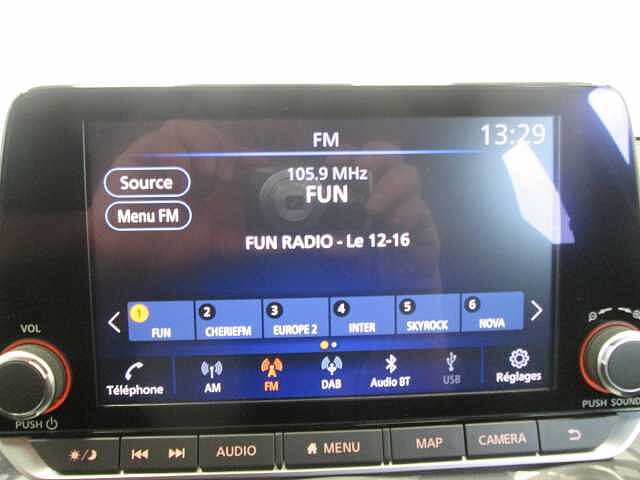 FM
13:29
Source
105.9 MHz
FUN
Menu FM
FUN RADIO - Le 12-16
1 FUN
2 CHERIEFM
3 EUROPE 2
4 INTER
5 SKYROCK
6 NOVA
VOL
Téléphone
AM
FM
DAB
Audio BT
USB
Réglages
PUSH
PUSH SOUND
AUDIO
MENU
MAP
CAMERA